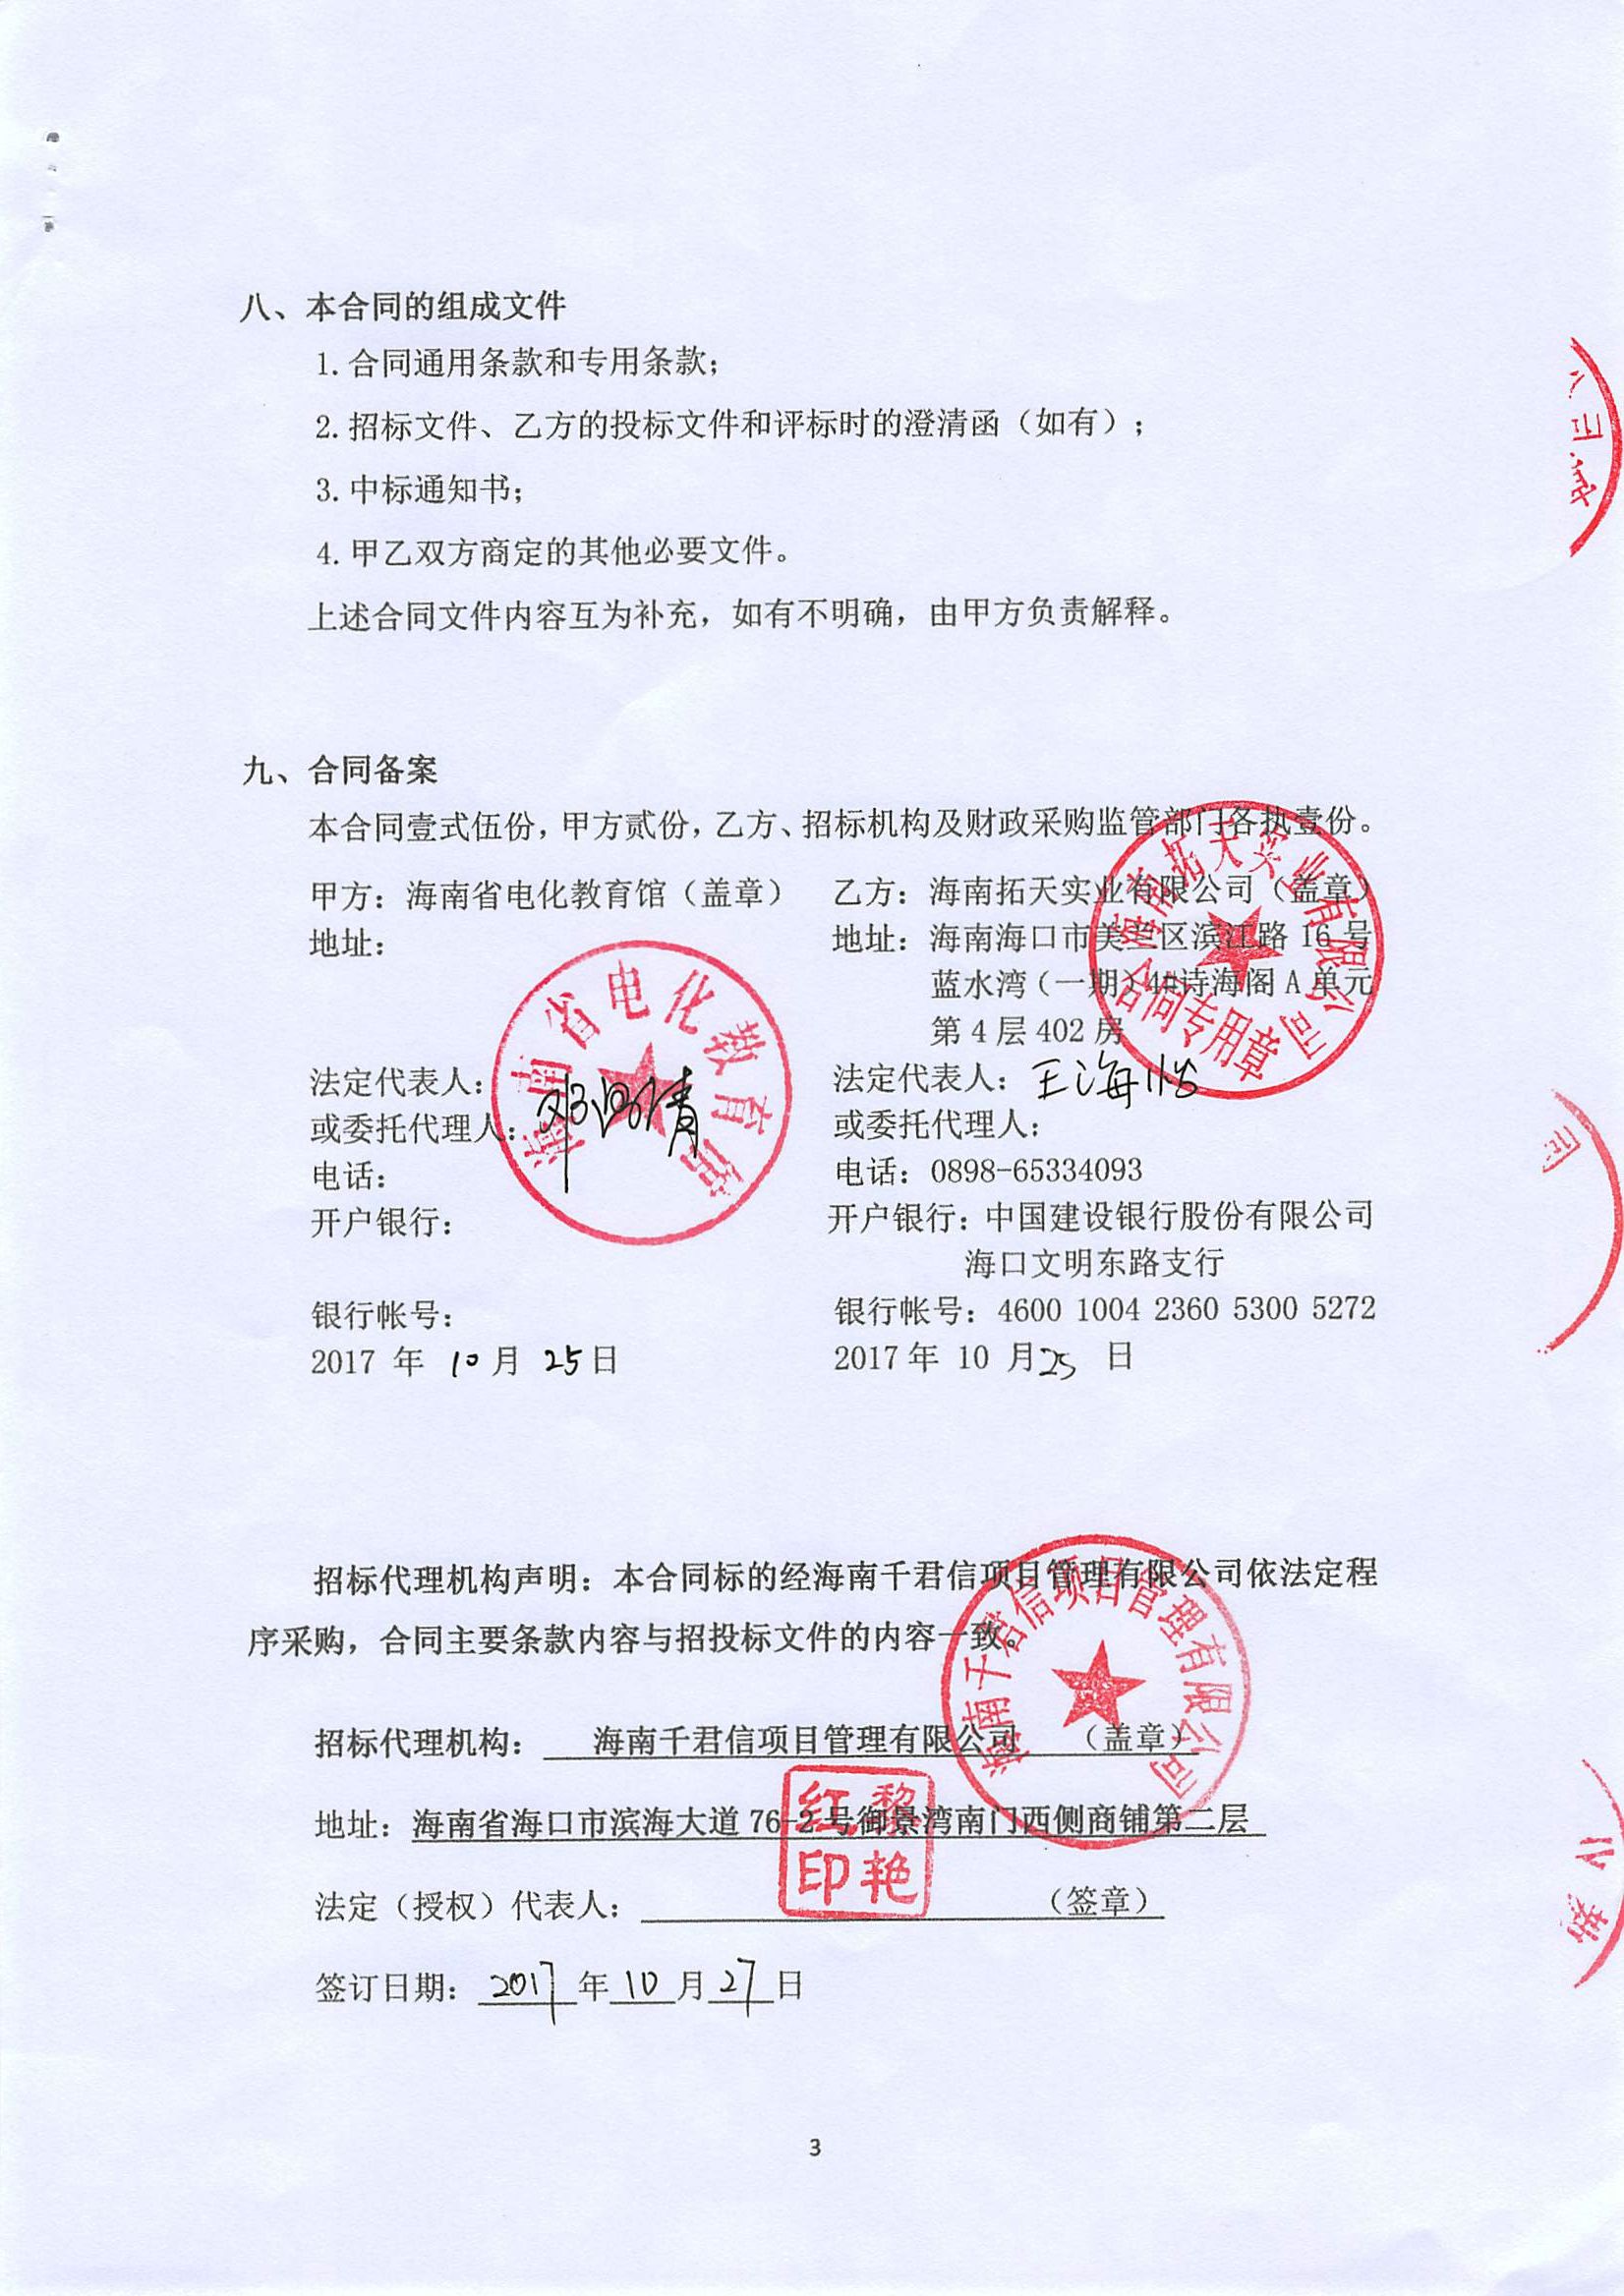 八、本合同的组成文件
1.合同通用条款和专用条款；
2.招标文件、乙方的投标文件和评标时的澄清函（如有）；
3.中标通知书；
4.甲乙双方商定的其他必要文件。
上述合同文件内容互为补充，如有不明确，由甲方负责解释。
九、合同备案
本合同壹式伍份，甲方贰份，乙方、招标机构及财政采购监管部门各执壹份。
甲方：海南省电化教育馆（盖章）
地址：
法定代表人：
或委托代理人：
电话：
开户银行：
银行帐号：
2017 年 10 月 25 日
海南省电化教育馆
乙方：海南拓天实业有限公司（盖章）
地址：海南海口市美兰区滨江路 16 号
蓝水湾（一期）4#诗海阁 A 单元
第 4 层 402 房
法定代表人：王海
或委托代理人：
电话：0898-65334093
开户银行：中国建设银行股份有限公司
海口文明东路支行
银行帐号：4600 1004 2360 5300 5272
2017 年 10 月 25 日
海南拓天实业有限公司
合同专用章
招标代理机构声明：本合同标的经海南千君信项目管理有限公司依法定程
序采购，合同主要条款内容与招投标文件的内容一致。
招标代理机构： 海南千君信项目管理有限公司 （盖章）
地址：海南省海口市滨海大道 76-2 号御景湾南门西侧商铺第二层
法定（授权）代表人： （签章）
签订日期：2017 年 10 月 27 日
海南千君信项目管理有限公司
黎艳红印
3